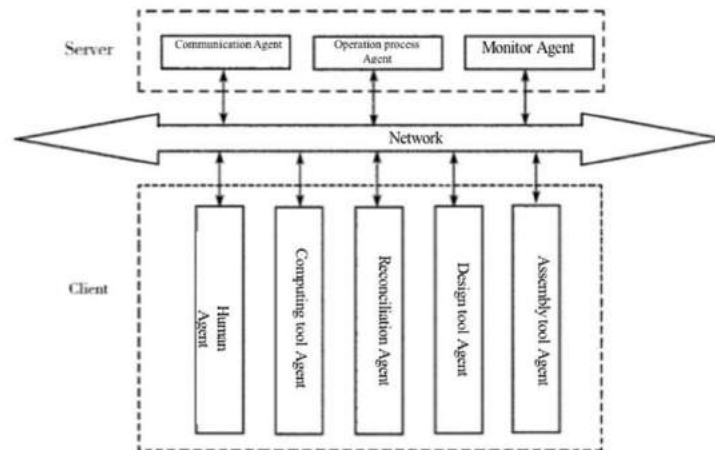 Server
Communication Agent
Operation process
Agent
Monitor Agent
Network
Client
Human
Agent
Computing tool Agent
Reconciliation Agent
Design tool Agent
Assembly tool Agent